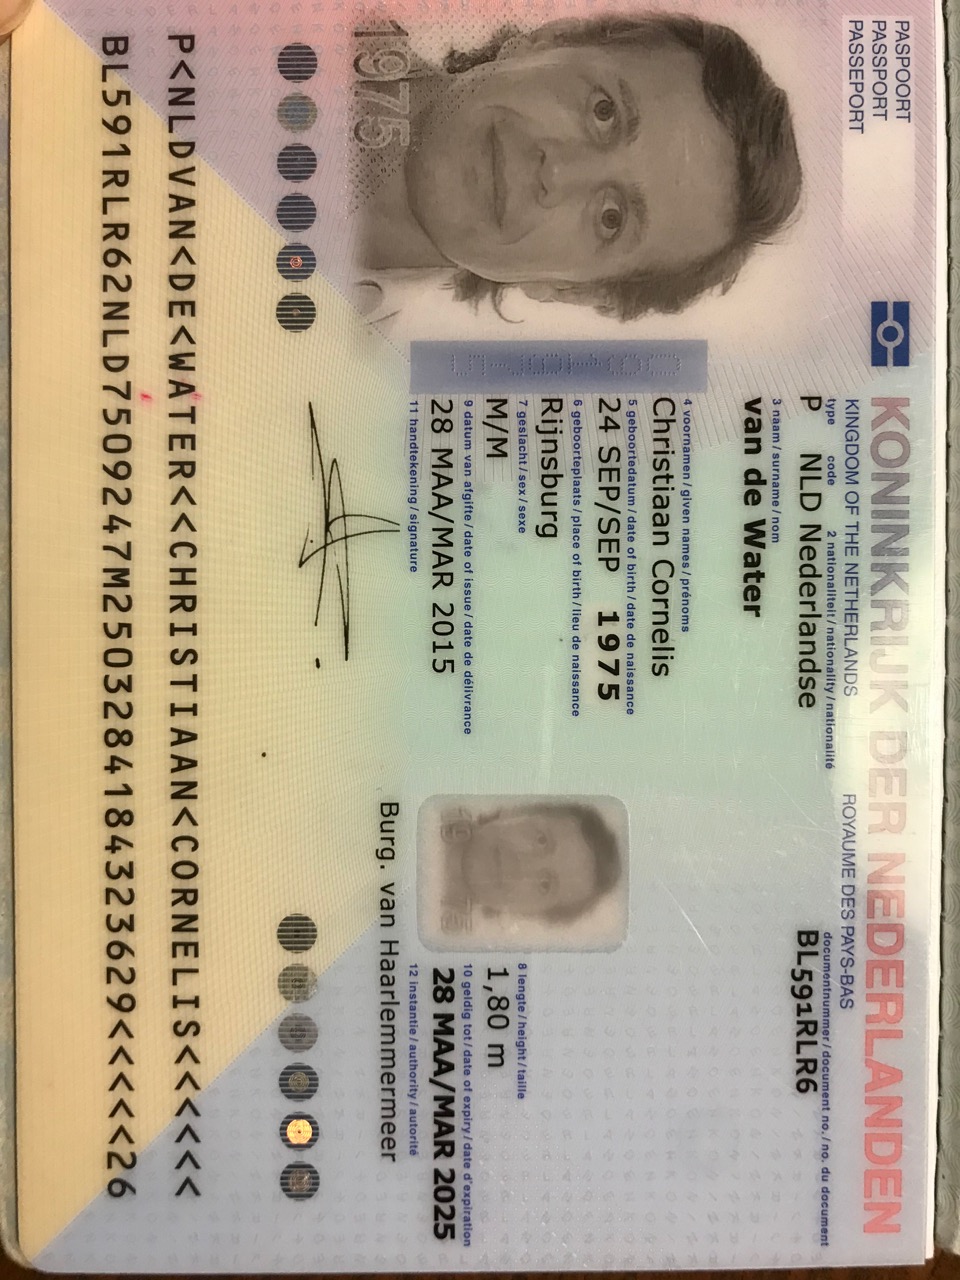 PASPOORT
PASSPORT
PASSEPORT
KONINKRIJK DER NEDERLANDEN
KINGDOM OF THE NETHERLANDS ROYAUME DES PAYS-BAS
type code 2 nationaliteit / nationality / nationalité documentnummer / document no. / no. du document
P NLD Nederlandse BL591RLR6
3 naam / surname / nom
van de Water
4 voornamen / given names / prénoms
Christiaan Cornelis
5 geboortedatum / date of birth / date de naissance
24 SEP/SEP 1975
6 geboorteplaats / place of birth / lieu de naissance
Rijnsburg
7 geslacht / sex / sexe 8 lengte / height / taille
M/M 1,80 m
9 datum van afgifte / date of issue / date de délivrance 10 geldig tot / date of expiry / date d'expiration
28 MAA/MAR 2015 28 MAA/MAR 2025
11 handtekening / signature 12 instantie / authority / autorité
Burg. van Haarlemmermeer
1975
P<NLDVAN<DE<WATER<<CHRISTIAAN<CORNELIS<<<<<<
BL591RLR62NLD7509247M2503284184323629<<<<<26